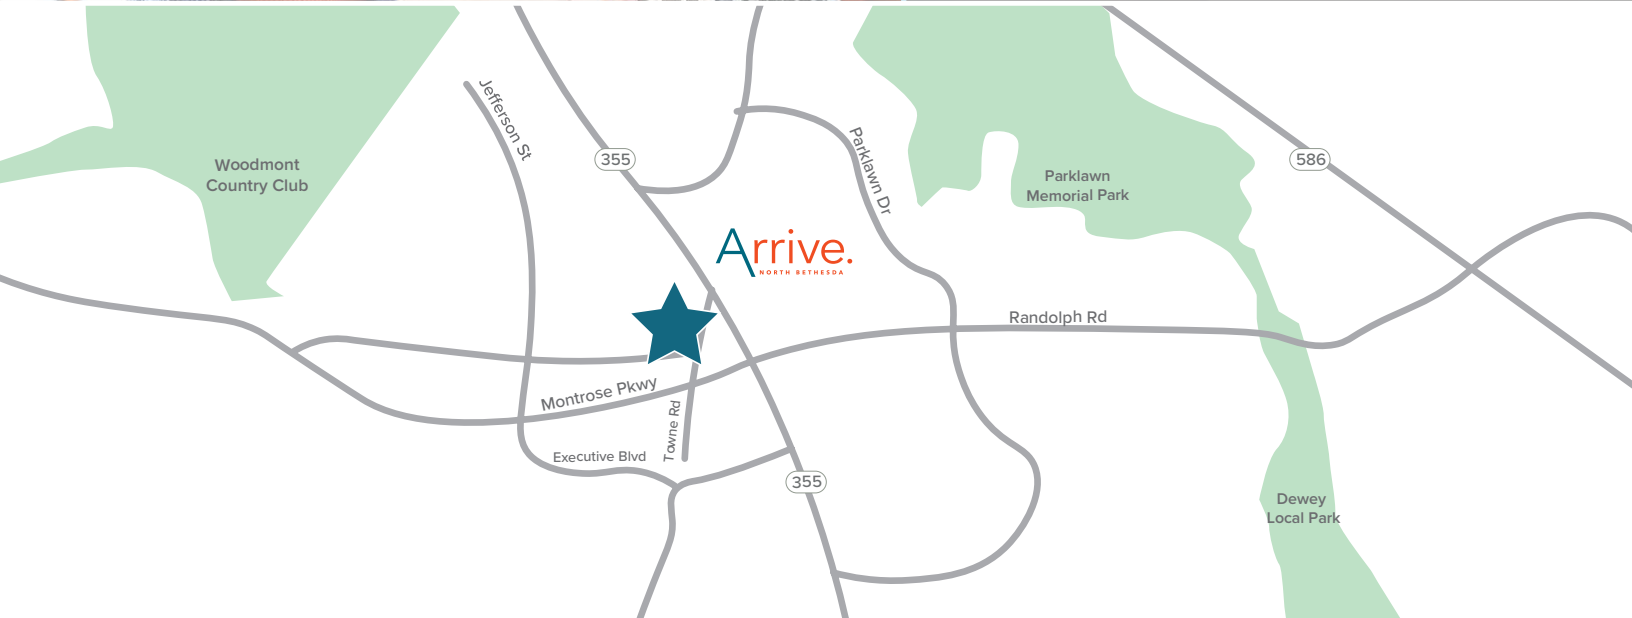 Jefferson St
355
Parklawn Dr
586
Woodmont
Country Club
Parklawn
Memorial Park
Arrive.
NORTH BETHESDA
Randolph Rd
Montrose Pkwy
Towne Rd
Executive Blvd
355
Dewey
Local Park